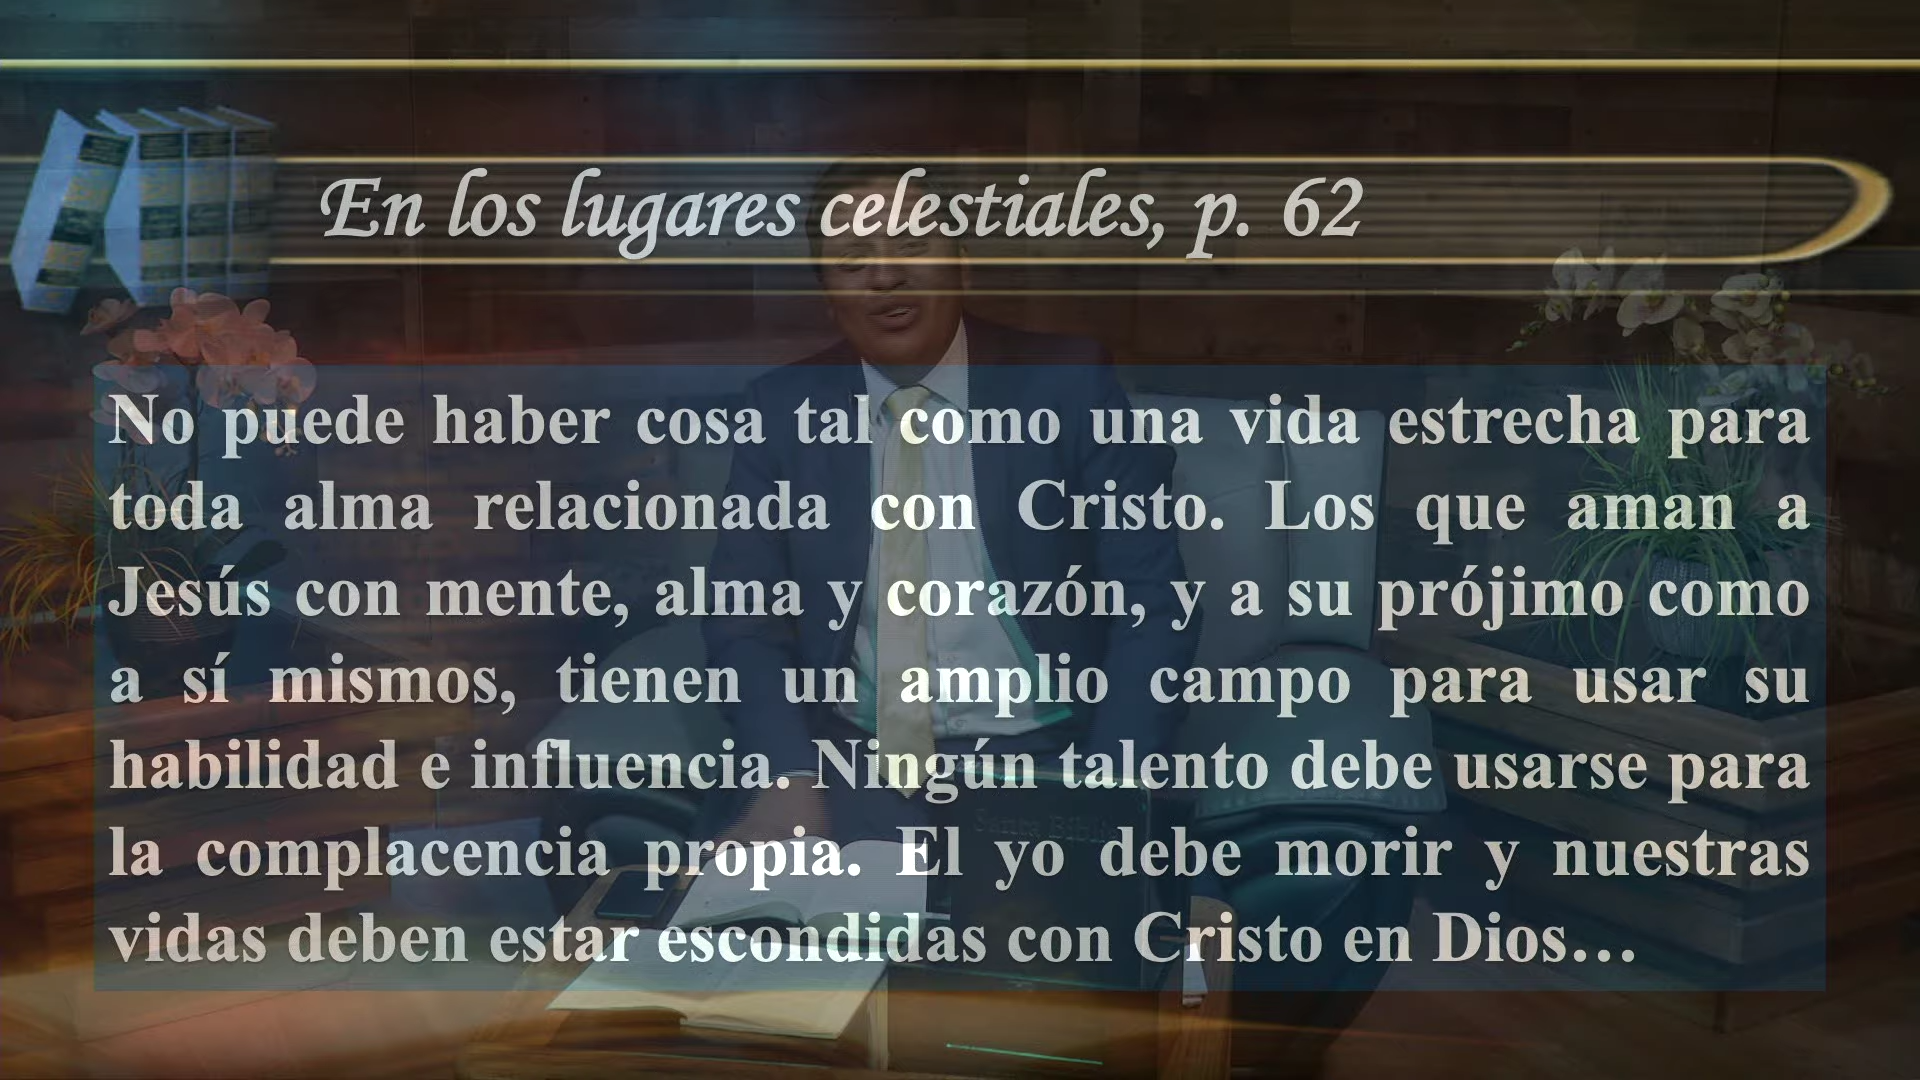 En los lugares celestiales, p. 62
No puede haber cosa tal como una vida estrecha para
toda alma relacionada con Cristo. Los que aman a
Jesús con mente, alma y corazón, y a su prójimo como
a sí mismos, tienen un amplio campo para usar su
habilidad e influencia. Ningún talento debe usarse para
la complacencia propia. El yo debe morir y nuestras
vidas deben estar escondidas con Cristo en Dios…
Santa Biblia